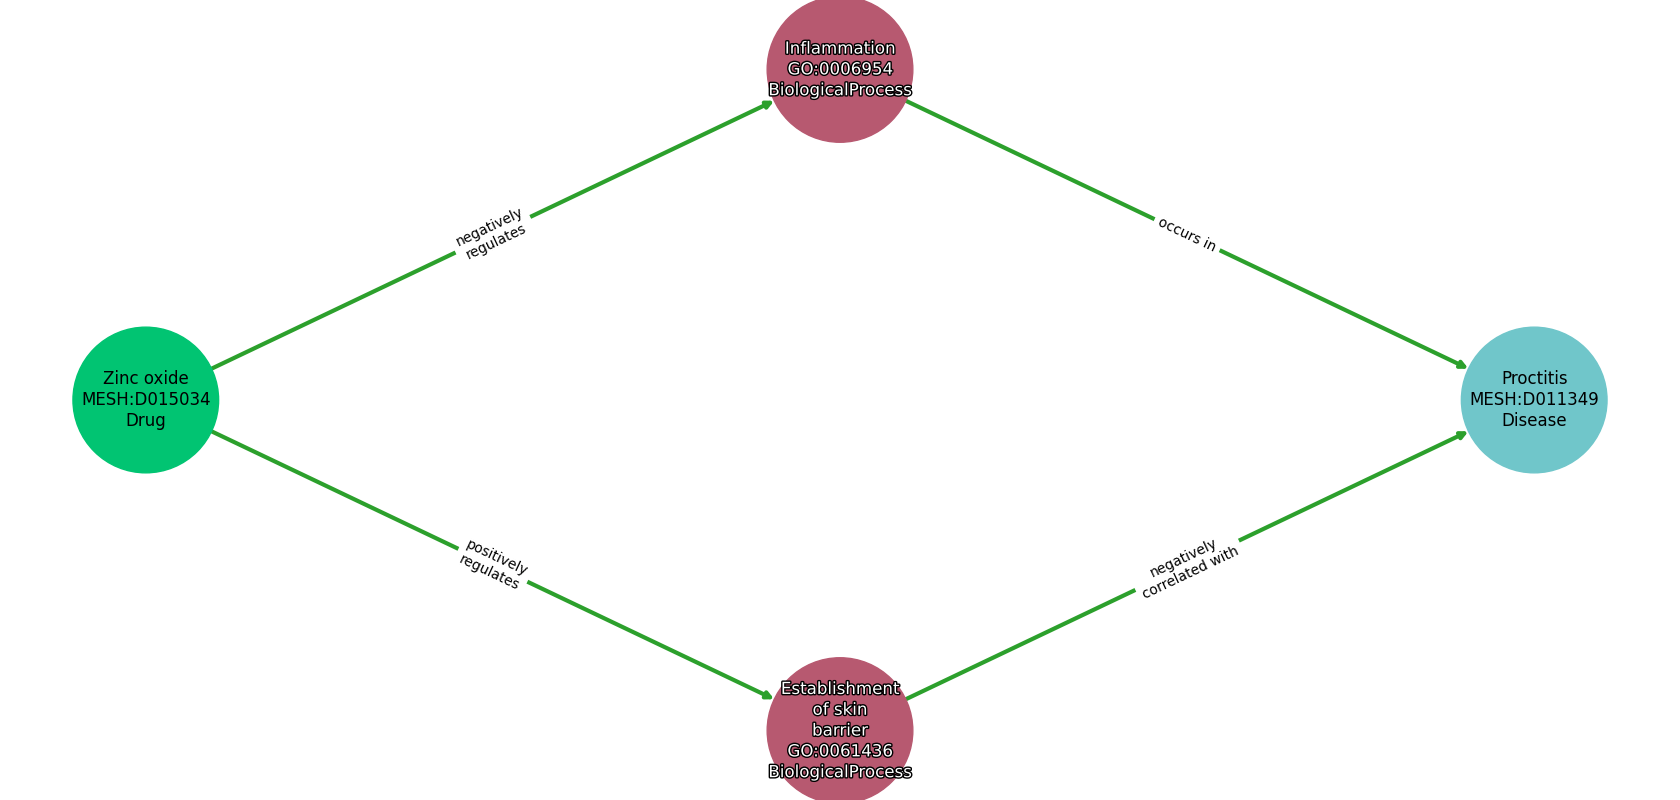 Inflammation
GO:0006954
BiologicalProcess
negatively
regulates
occurs in
Zinc oxide
MESH:D015034
Drug
Proctitis
MESH:D011349
Disease
positively
regulates
negatively
correlated with
Establishment
of skin
barrier
GO:0061436
BiologicalProcess